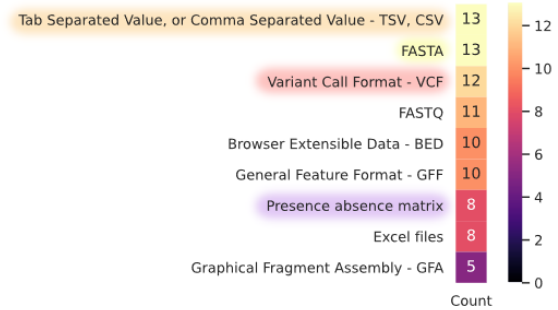 Tab Separated Value, or Comma Separated Value - TSV, CSV 13
FASTA 13
Variant Call Format - VCF 12
FASTQ 11
Browser Extensible Data - BED 10
General Feature Format - GFF 10
Presence absence matrix 8
Excel files 8
Graphical Fragment Assembly - GFA 5
Count
12
10
8
6
4
2
0